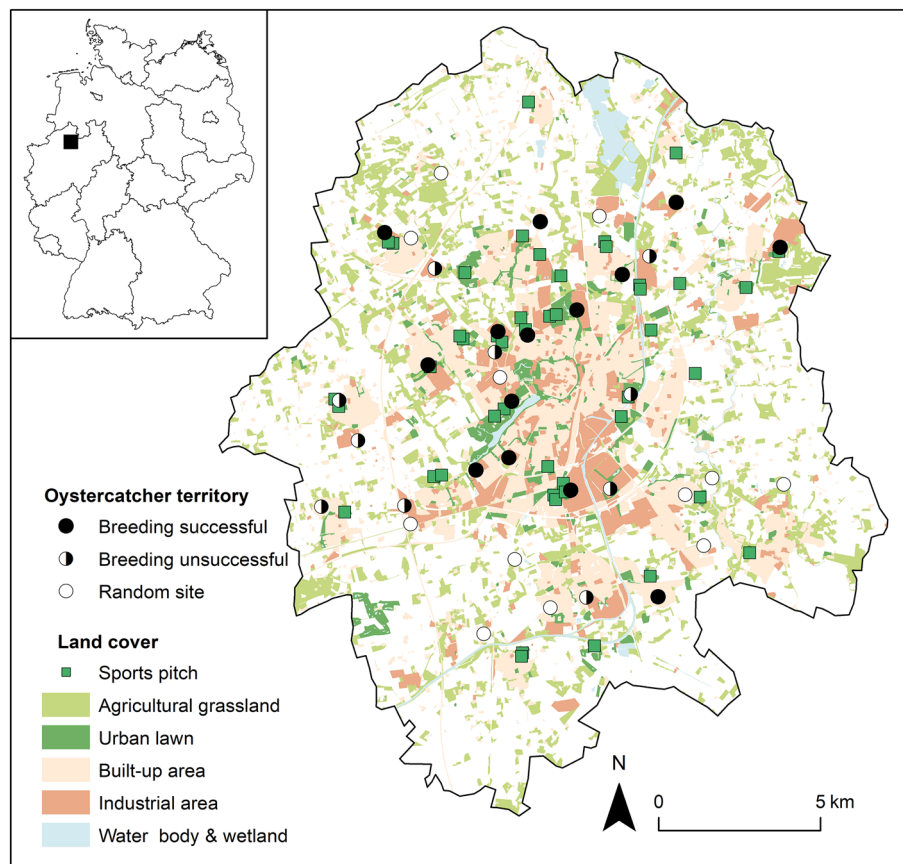 Oystercatcher territory
Breeding successful
Breeding unsuccessful
Random site
Land cover
Sports pitch
Agricultural grassland
Urban lawn
Built-up area
Industrial area
Water body & wetland
N
0 5 km